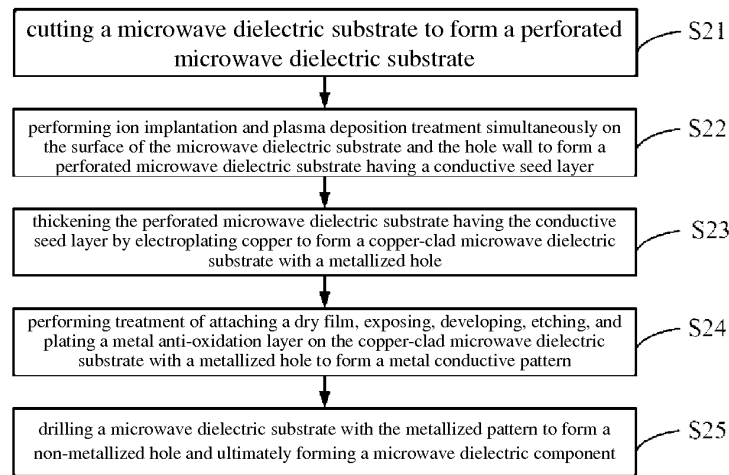 cutting a microwave dielectric substrate to form a perforated
microwave dielectric substrate
S21
performing ion implantation and plasma deposition treatment simultaneously on
the surface of the microwave dielectric substrate and the hole wall to form a
perforated microwave dielectric substrate having a conductive seed layer
S22
thickening the perforated microwave dielectric substrate having the conductive
seed layer by electroplating copper to form a copper-clad microwave dielectric
substrate with a metallized hole
S23
performing treatment of attaching a dry film, exposing, developing, etching, and
plating a metal anti-oxidation layer on the copper-clad microwave dielectric
substrate with a metallized hole to form a metal conductive pattern
S24
drilling a microwave dielectric substrate with the metallized pattern to form a
non-metallized hole and ultimately forming a microwave dielectric component
S25